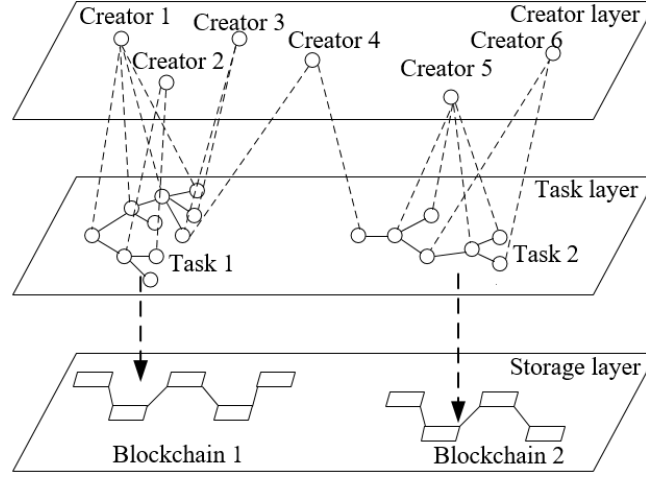 Creator layer
Creator 1
Creator 3
Creator 4
Creator 6
Creator 2
Creator 5
Task layer
Task 1
Task 2
Storage layer
Blockchain 1
Blockchain 2